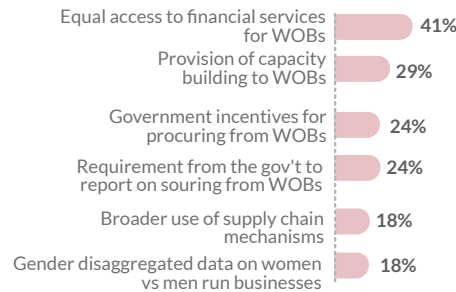 Equal access to financial services
for WOBs
41%
Provision of capacity
building to WOBs
29%
Government incentives for
procuring from WOBs
24%
Requirement from the gov't to
report on souring from WOBs
24%
Broader use of supply chain
mechanisms
18%
Gender disaggregated data on women
vs men run businesses
18%